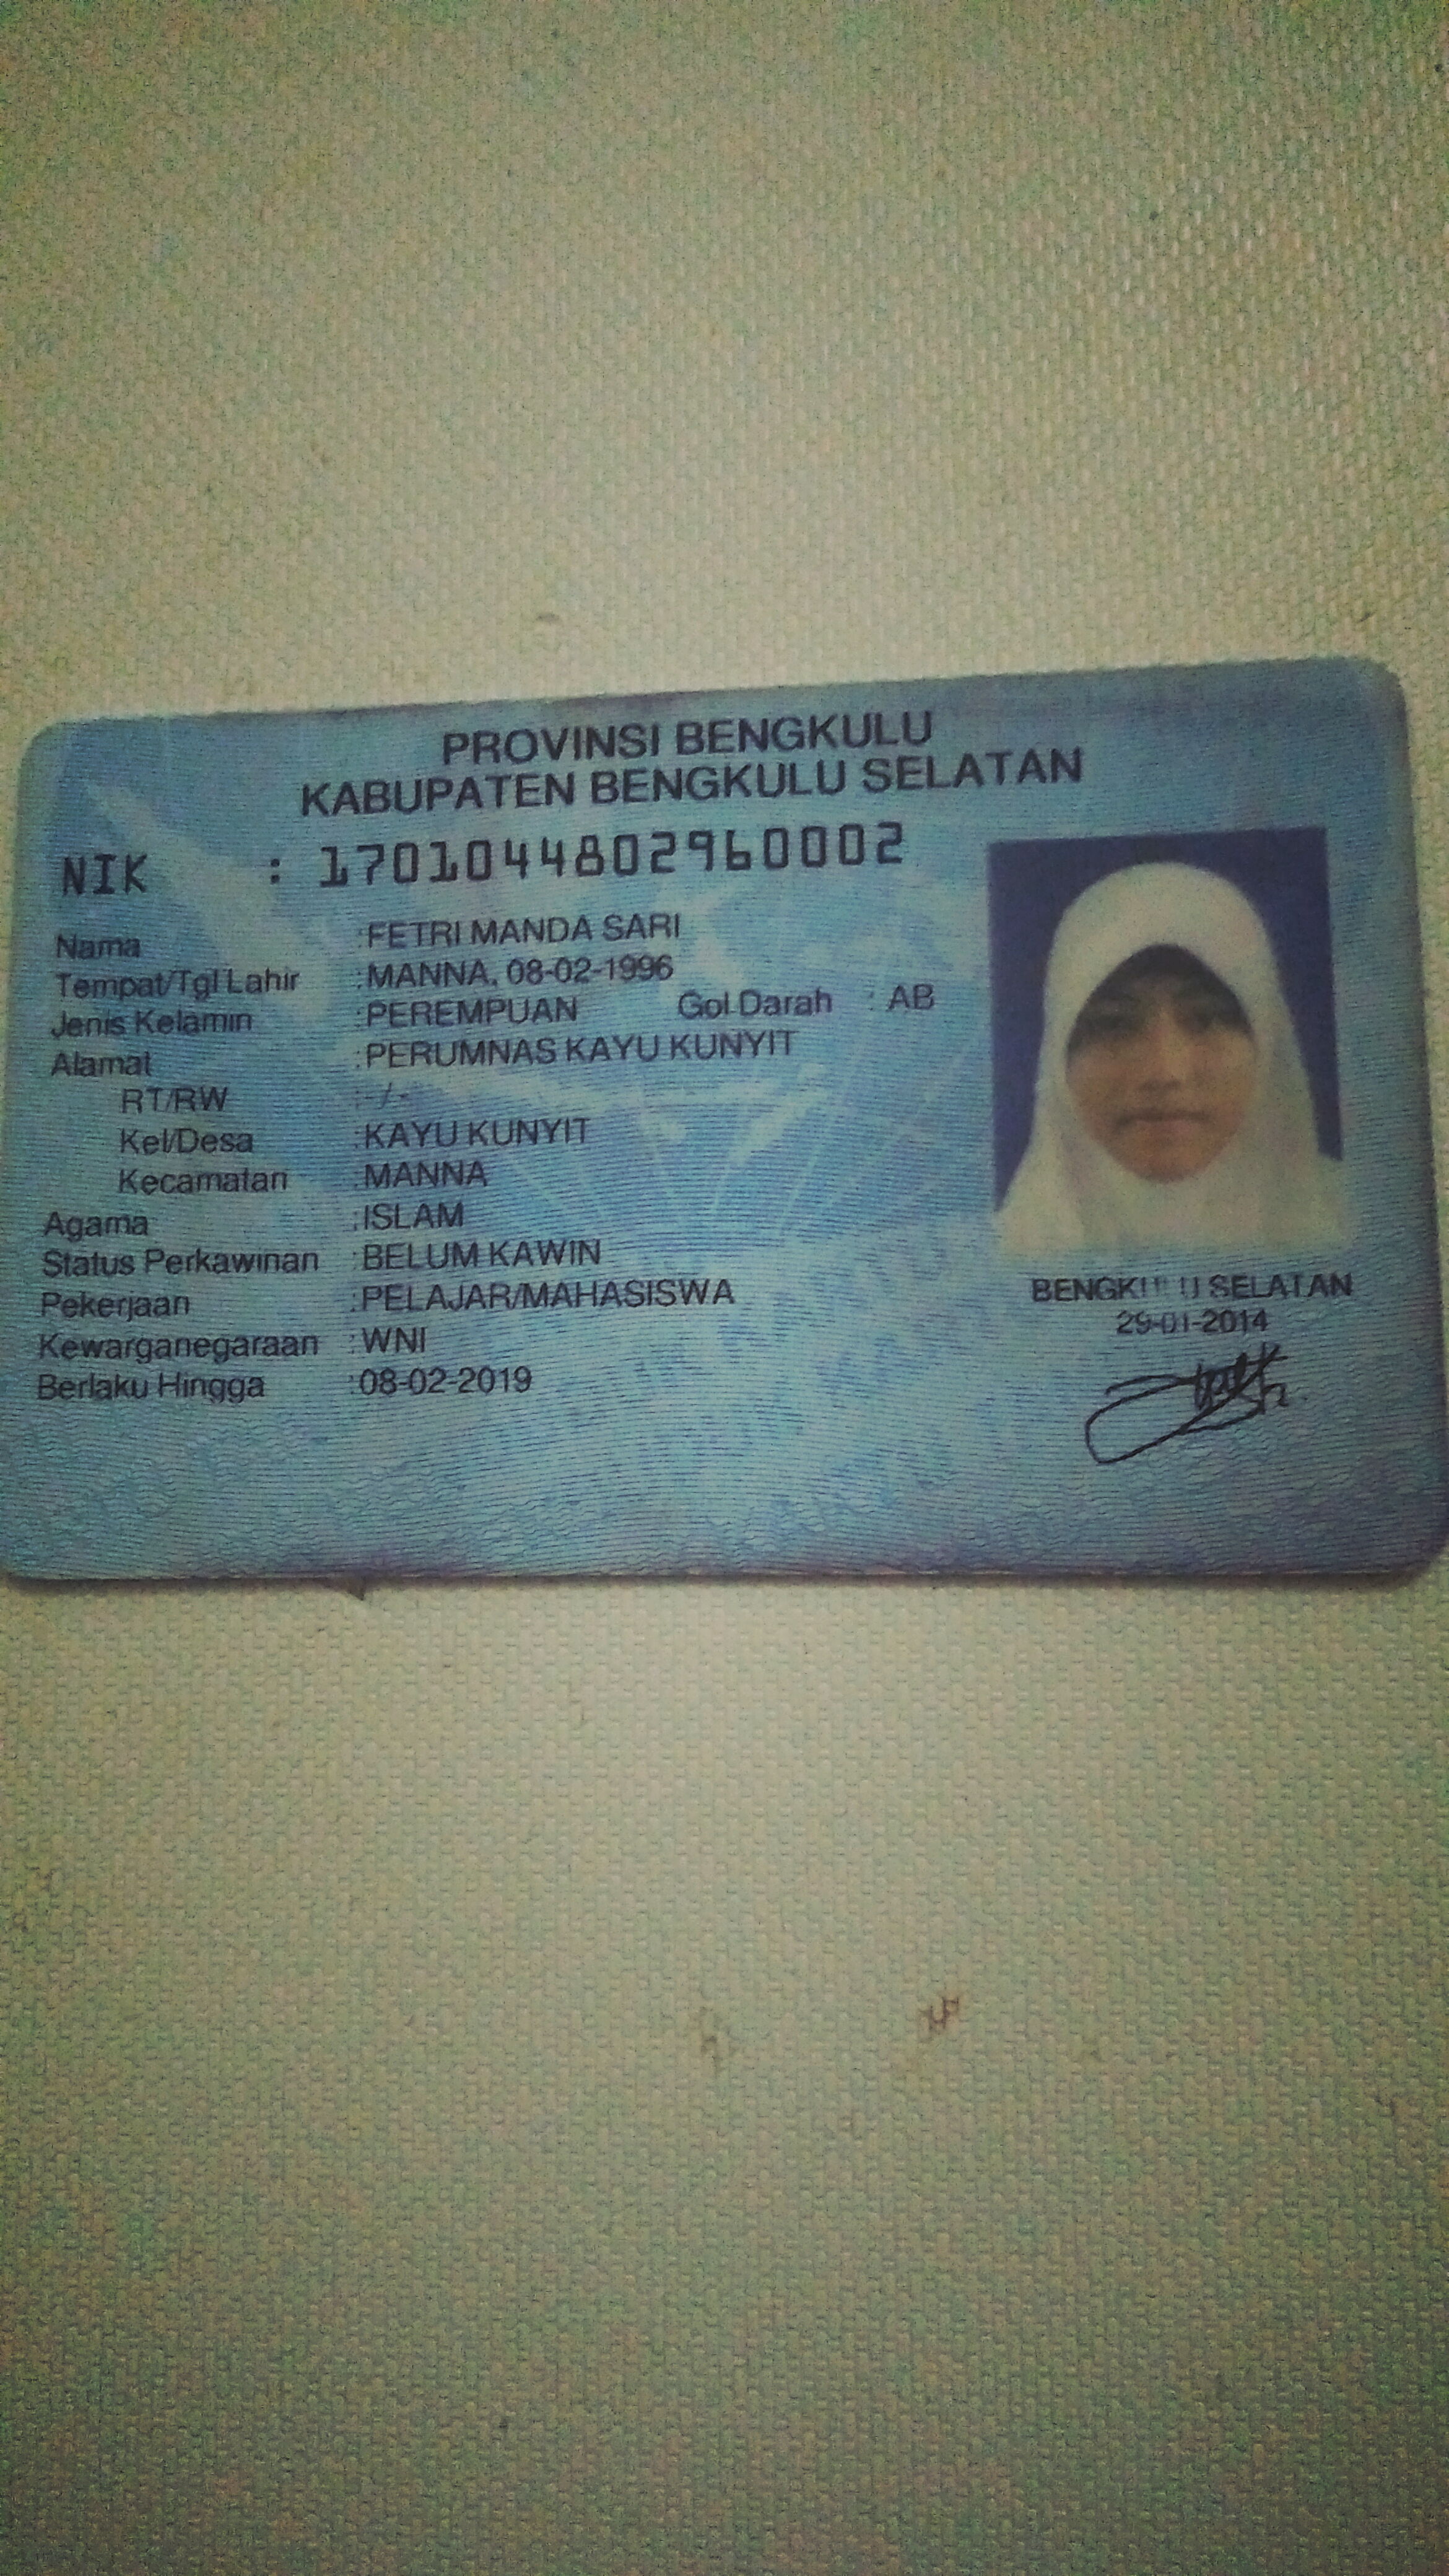 PROVINSI BENGKULU
KABUPATEN BENGKULU SELATAN
NIK : 1701044802960002
Nama :FETRI MANDA SARI
Tempat/Tgl Lahir :MANNA, 08-02-1996
Jenis Kelamin :PEREMPUAN Gol.Darah : AB
Alamat :PERUMNAS KAYU KUNYIT
RT/RW :-/-
Kel/Desa :KAYU KUNYIT
Kecamatan :MANNA
Agama :ISLAM
Status Perkawinan :BELUM KAWIN
Pekerjaan :PELAJAR/MAHASISWA
Kewarganegaraan :WNI
Berlaku Hingga :08-02-2019
BENGKULU SELATAN
29-01-2014